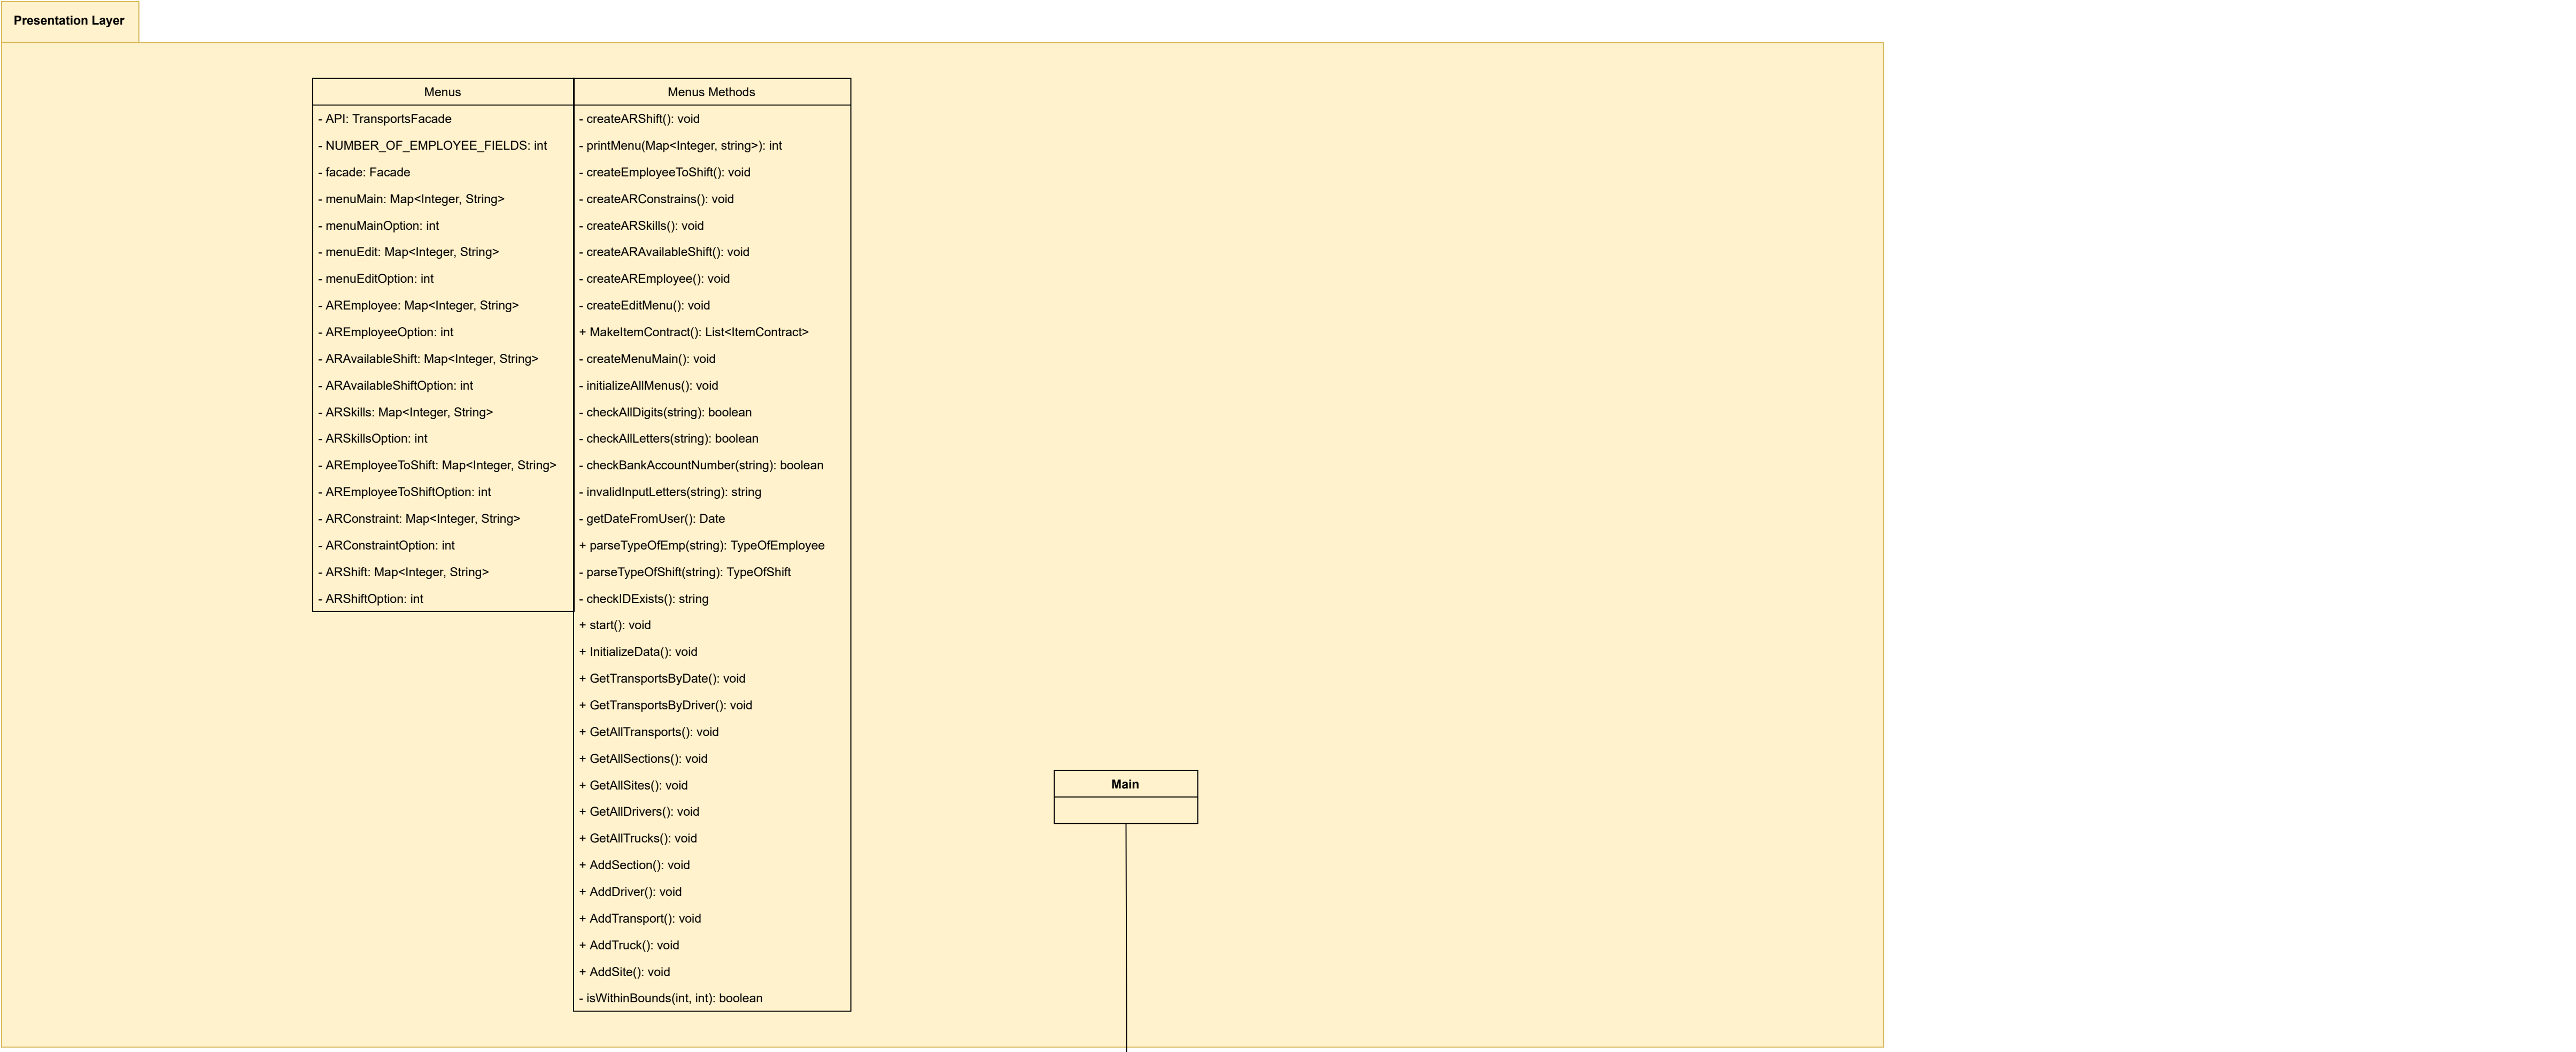 Presentation Layer
Menus
- API: TransportsFacade
- NUMBER_OF_EMPLOYEE_FIELDS: int
- facade: Facade
- menuMain: Map<Integer, String>
- menuMainOption: int
- menuEdit: Map<Integer, String>
- menuEditOption: int
- AREmployee: Map<Integer, String>
- AREmployeeOption: int
- ARAvailableShift: Map<Integer, String>
- ARAvailableShiftOption: int
- ARSkills: Map<Integer, String>
- ARSkillsOption: int
- AREmployeeToShift: Map<Integer, String>
- AREmployeeToShiftOption: int
- ARConstraint: Map<Integer, String>
- ARConstraintOption: int
- ARShift: Map<Integer, String>
- ARShiftOption: int
Menus Methods
- createARShift(): void
- printMenu(Map<Integer, string>): int
- createEmployeeToShift(): void
- createARConstrains(): void
- createARSkills(): void
- createARAvailableShift(): void
- createAREmployee(): void
- createEditMenu(): void
+ MakeItemContract(): List<ItemContract>
- createMenuMain(): void
- initializeAllMenus(): void
- checkAllDigits(string): boolean
- checkAllLetters(string): boolean
- checkBankAccountNumber(string): boolean
- invalidInputLetters(string): string
- getDateFromUser(): Date
+ parseTypeOfEmp(string): TypeOfEmployee
- parseTypeOfShift(string): TypeOfShift
- checkIDExists(): string
+ start(): void
+ InitializeData(): void
+ GetTransportsByDate(): void
+ GetTransportsByDriver(): void
+ GetAllTransports(): void
+ GetAllSections(): void
+ GetAllSites(): void
+ GetAllDrivers(): void
+ GetAllTrucks(): void
+ AddSection(): void
+ AddDriver(): void
+ AddTransport(): void
+ AddTruck(): void
+ AddSite(): void
- isWithinBounds(int, int): boolean
Main